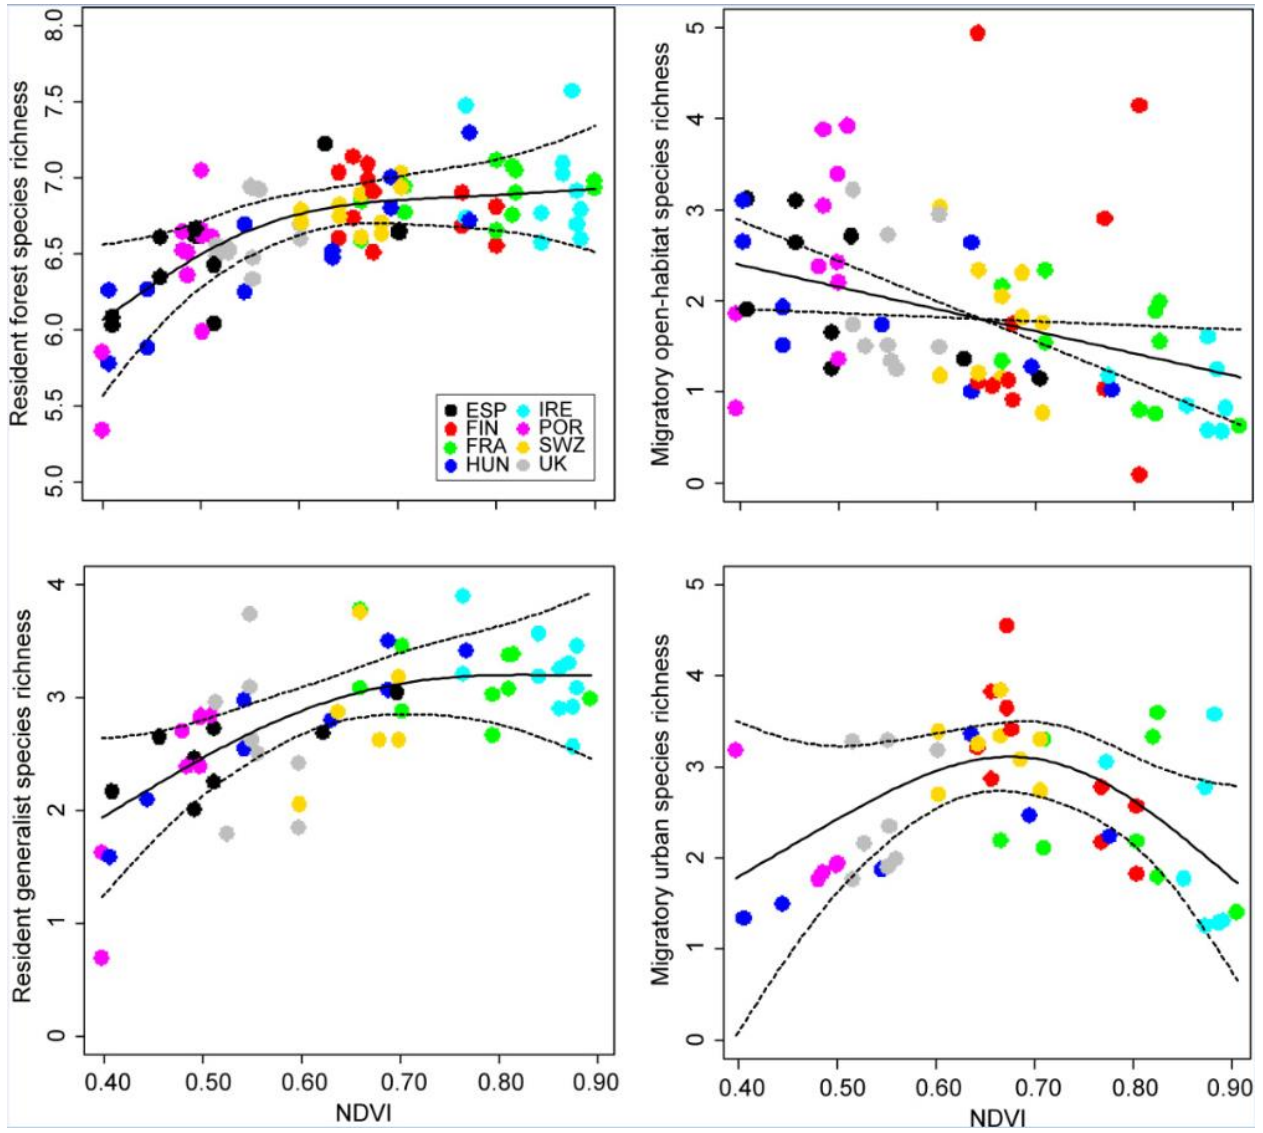 Resident forest species richness
8.0
7.5
7.0
6.5
6.0
5.5
5.0
ESP IRE
FIN POR
FRA SWZ
HUN UK
Migratory open-habitat species richness
5
4
3
2
1
0
Resident generalist species richness
4
3
2
1
0
0.40 0.50 0.60 0.70 0.80 0.90
NDVI
Migratory urban species richness
5
4
3
2
1
0
0.40 0.50 0.60 0.70 0.80 0.90
NDVI